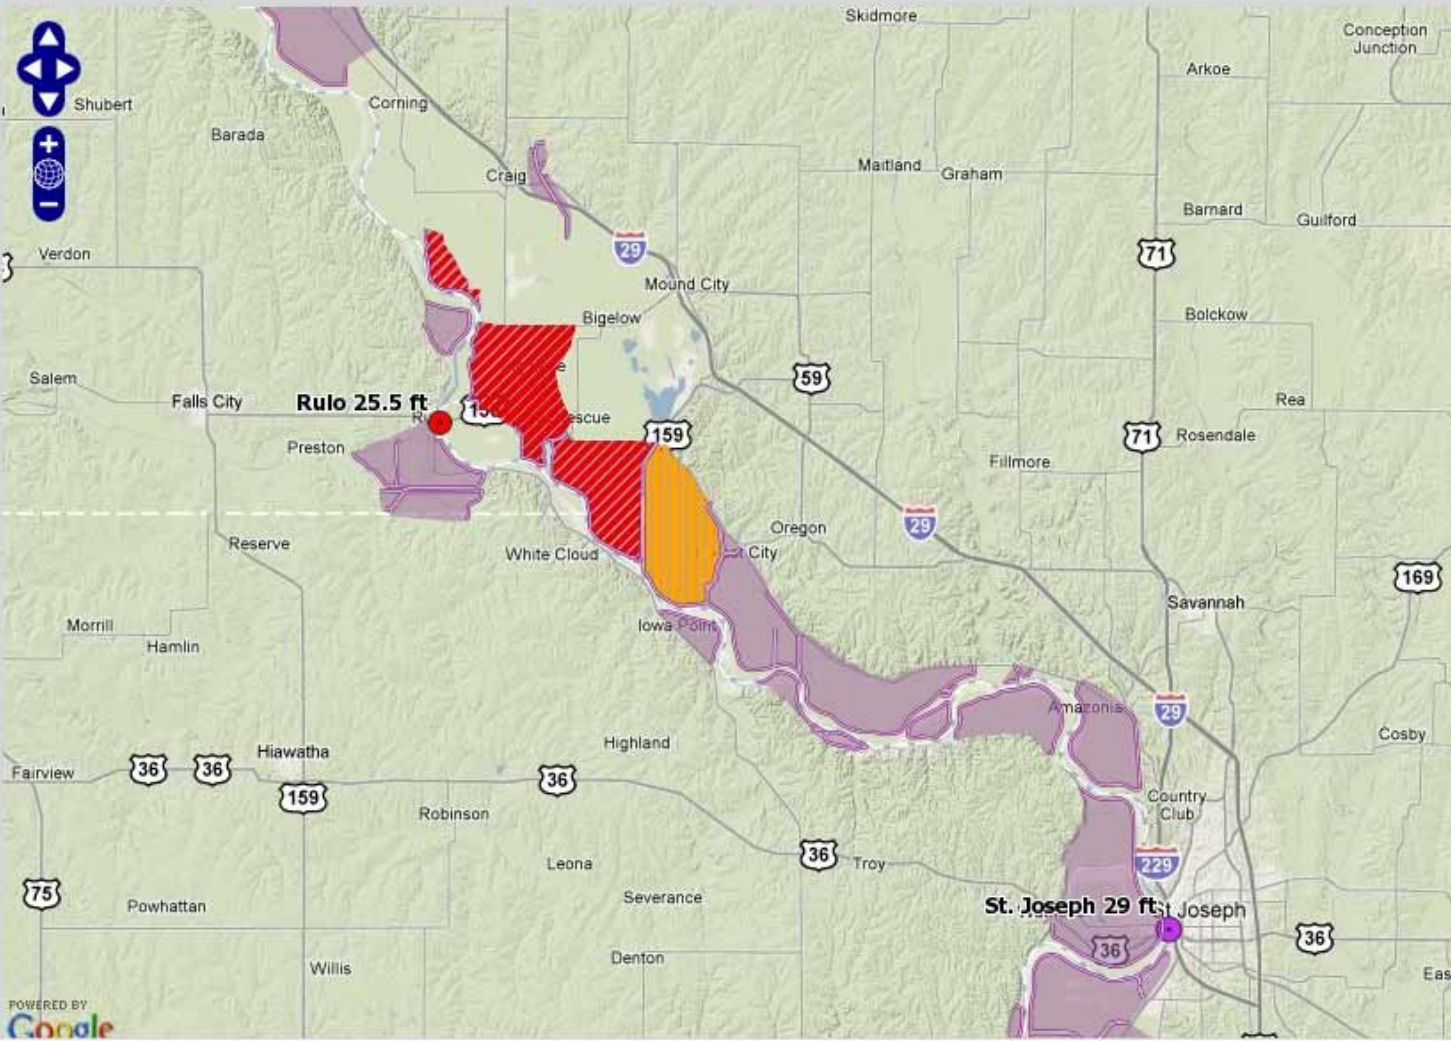 Skidmore
Conception
Junction
Arkoe
Shubert
Corning
Barada
Maitland
Graham
Craig
Barnard
Guilford
29
71
Verdon
Mound City
Bigelow
Bolckow
Salem
59
Falls City
Rulo 25.5 ft
Rea
159
71
Rosendale
Preston
Fillmore
29
Oregon
Reserve
White Cloud
City
169
Savannah
Morrill
Iowa Point
Hamlin
Amazonia
29
Cosby
Highland
Hiawatha
Fairview
36
36
36
159
Country
Club
Robinson
36
Troy
Leona
229
75
Severance
Powhattan
St. Joseph 29 ft
St Joseph
36
36
Denton
Willis
POWERED BY
Google